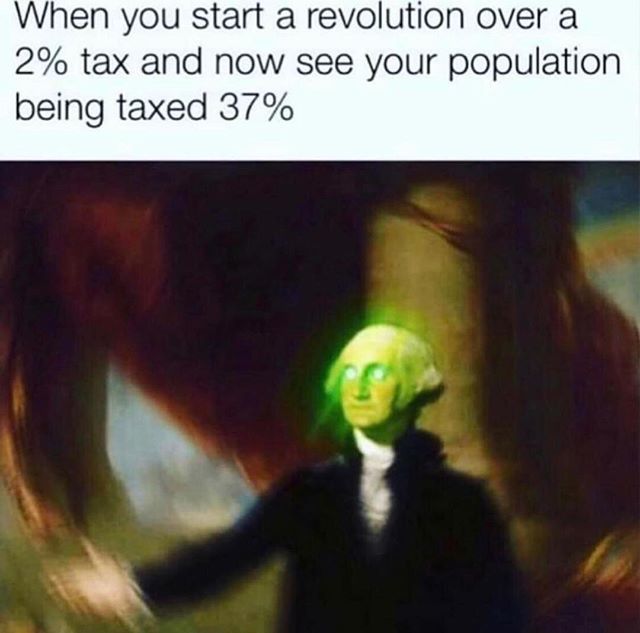 When you start a revolution over a
2% tax and now see your population
being taxed 37%